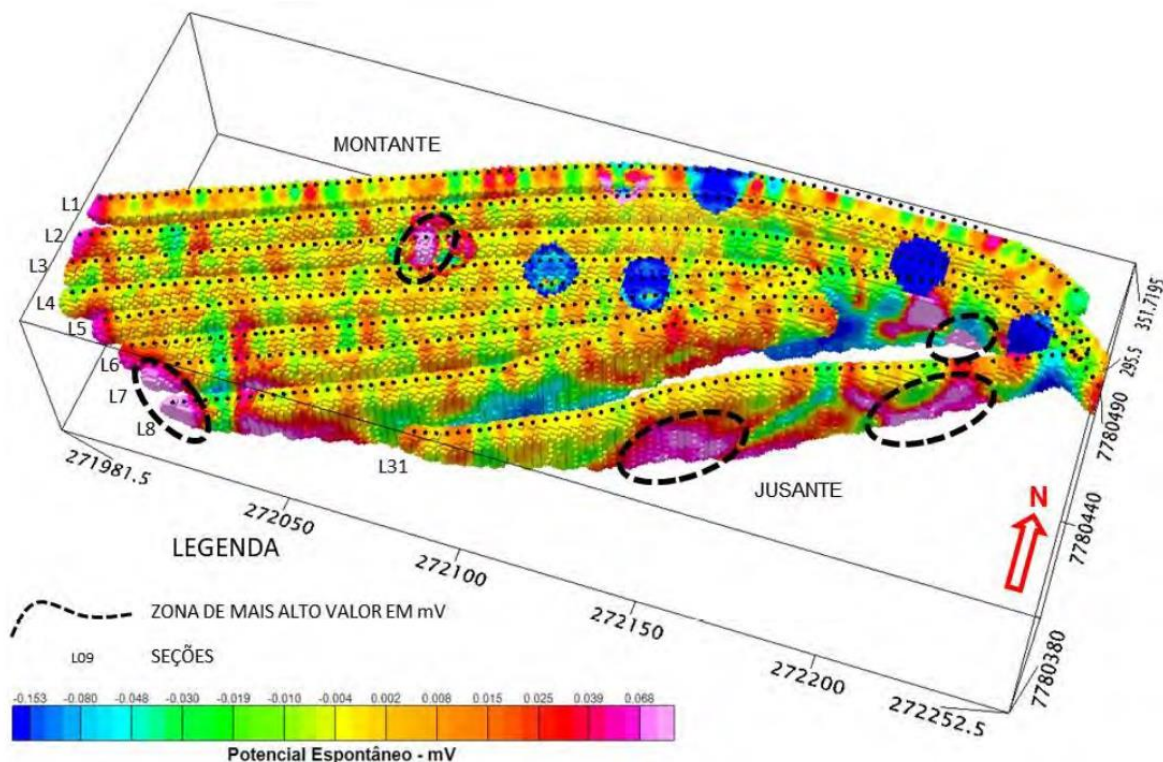 MONTANTE
L1
L2
L3
L4
L5
L6
L7
L8
L31
JUSANTE
N
351.7195
295.5
7780490
7780440
7780380
271981.5
272050
272100
272150
272200
272252.5
LEGENDA
ZONA DE MAIS ALTO VALOR EM mV
L09 SEÇÕES
-0.153 -0.080 -0.048 -0.030 -0.019 -0.010 -0.004 0.002 0.008 0.015 0.025 0.039 0.068
Potencial Espontâneo - mV